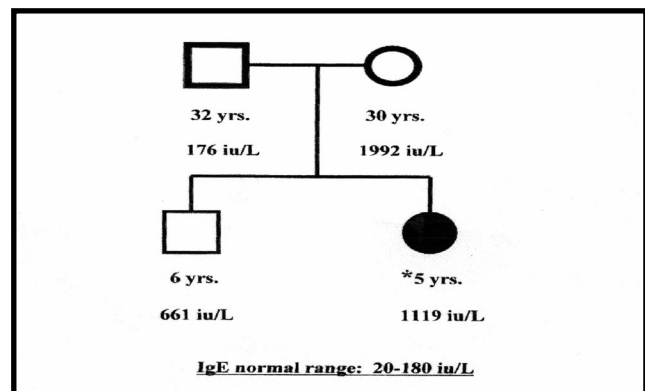 32 yrs. 30 yrs.
176 iu/L 1992 iu/L
6 yrs. *5 yrs.
661 iu/L 1119 iu/L
IgE normal range: 20-180 iu/L